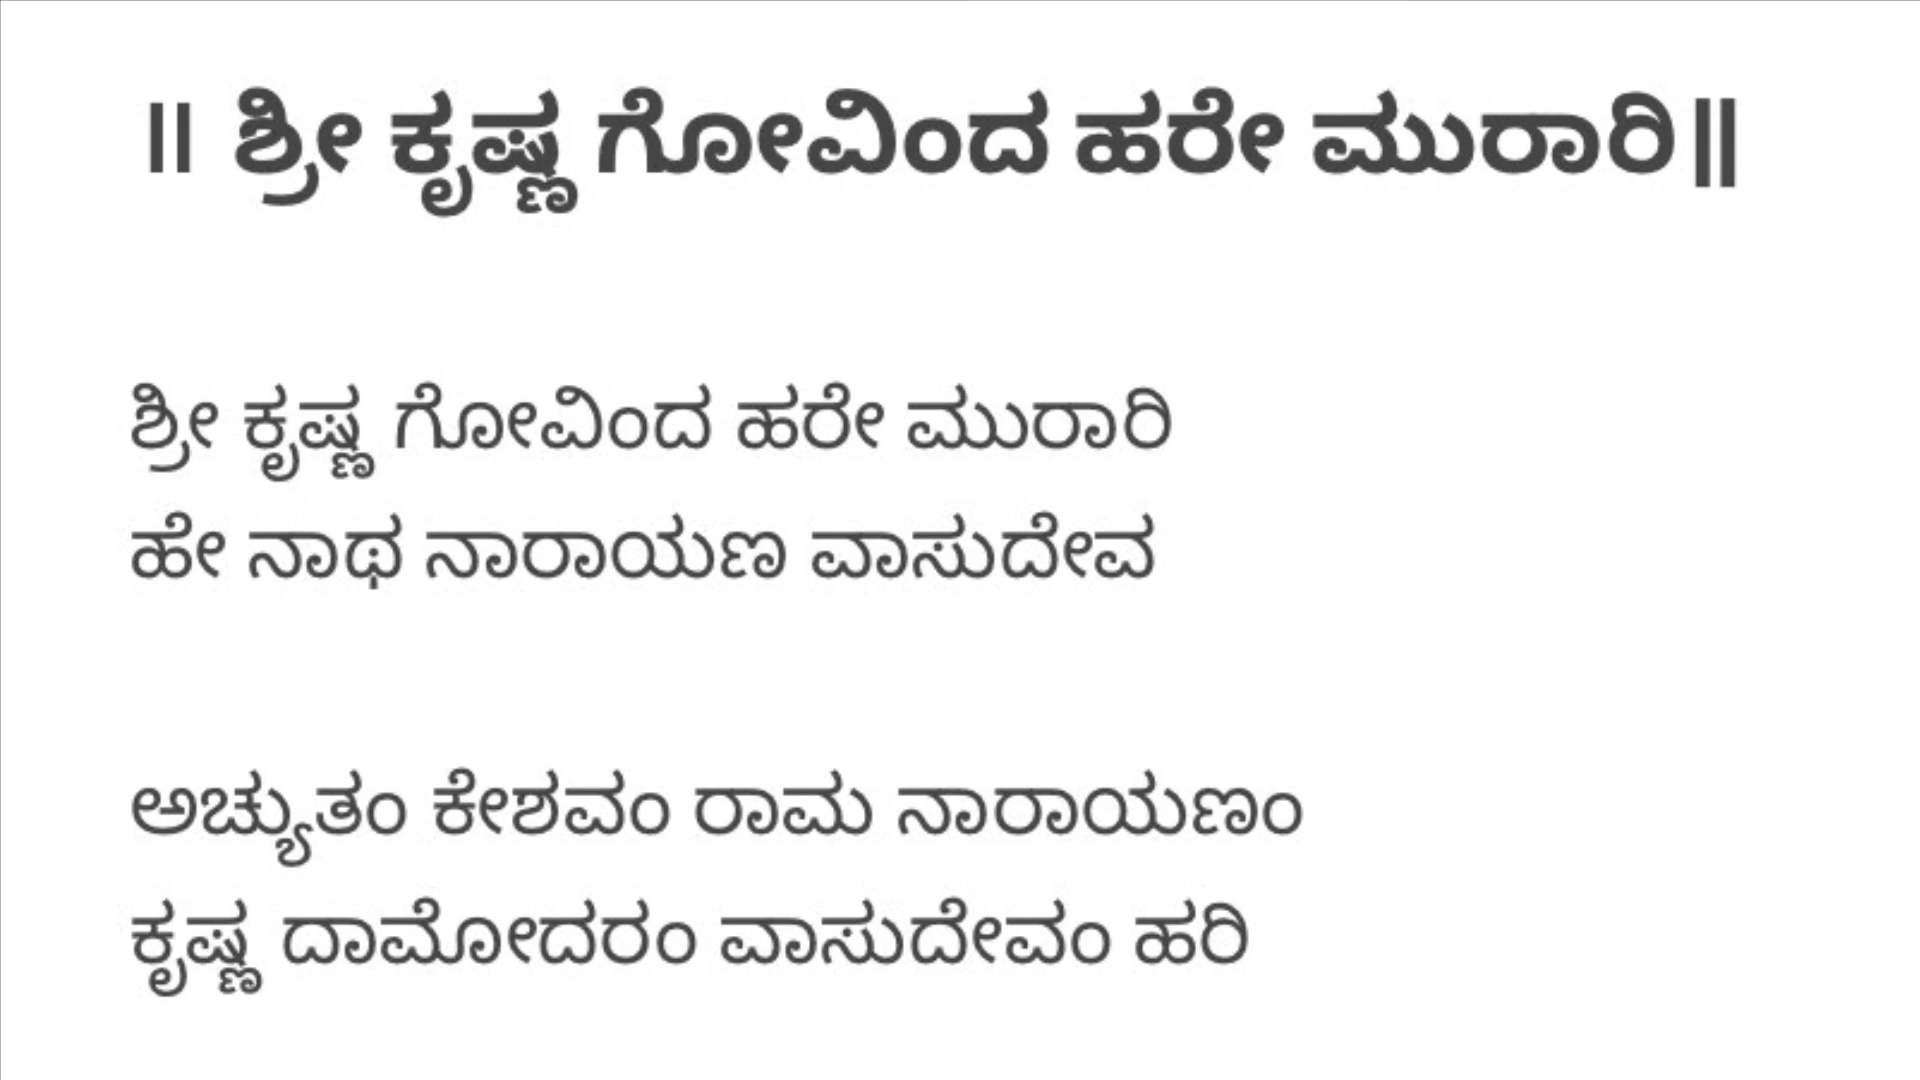 ॥ ಶ್ರೀ ಕೃಷ್ಣ ಗೋವಿಂದ ಹರೇ ಮುರಾರಿ॥
ಶ್ರೀ ಕೃಷ್ಣ ಗೋವಿಂದ ಹರೇ ಮುರಾರಿ
ಹೇ ನಾಥ ನಾರಾಯಣ ವಾಸುದೇವ
ಅಚ್ಯುತಂ ಕೇಶವಂ ರಾಮ ನಾರಾಯಣಂ
ಕೃಷ್ಣ ದಾಮೋದರಂ ವಾಸುದೇವಂ ಹರಿ